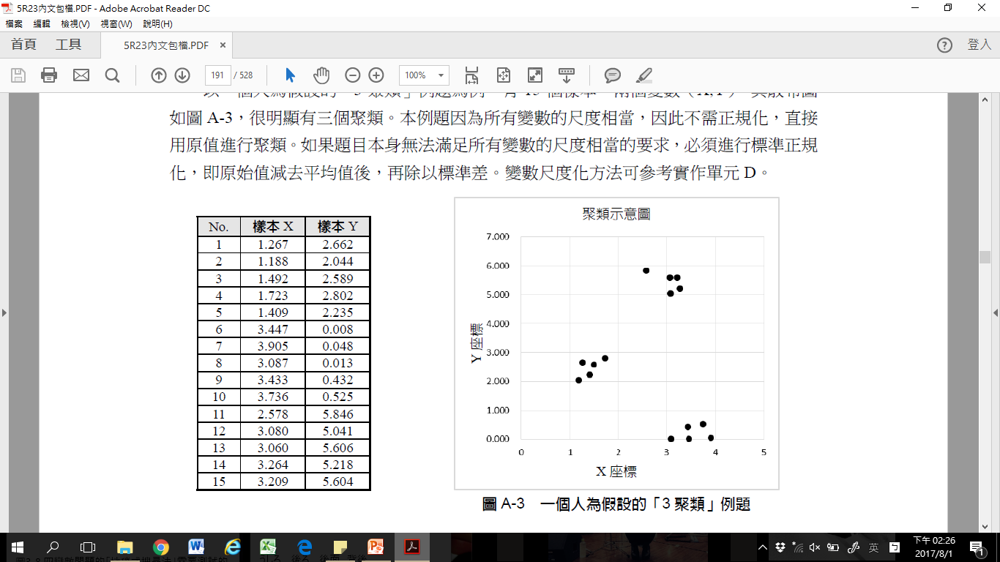 5R23內文包檔.PDF - Adobe Acrobat Reader DC
檔案 編輯 檢視(V) 視窗(W) 說明(H)
首頁 工具 5R23內文包檔.PDF × ? 登入
191 / 528 100%
如圖 A-3，很明顯有三個聚類。本例題因為所有變數的尺度相當，因此不需正規化，直接
用原值進行聚類。如果題目本身無法滿足所有變數的尺度相當的要求，必須進行標準正規
化，即原始值減去平均值後，再除以標準差。變數尺度化方法可參考實作單元 D。
No. 樣本 X 樣本 Y
1 1.267 2.662
2 1.188 2.044
3 1.492 2.589
4 1.723 2.802
5 1.409 2.235
6 3.447 0.008
7 3.905 0.048
8 3.087 0.013
9 3.433 0.432
10 3.736 0.525
11 2.578 5.846
12 3.080 5.041
13 3.060 5.606
14 3.264 5.218
15 3.209 5.604
聚類示意圖
7.000
6.000
5.000
4.000
3.000
2.000
1.000
0.000
Y 座標
0 1 2 3 4 5
X 座標
圖 A-3 一個人為假設的「3 聚類」例題
英
下午 02:26
2017/8/1
1